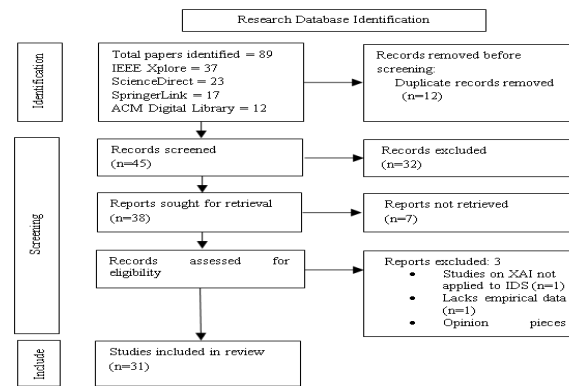 Research Database Identification
Identification
Total papers identified = 89
IEEE Xplore = 37
ScienceDirect = 23
SpringerLink = 17
ACM Digital Library = 12
Records removed before
screening:
Duplicate records removed
(n=12)
Screening
Records screened
(n=45)
Records excluded
(n=32)
Reports sought for retrieval
(n=38)
Reports not retrieved
(n=7)
Records assessed for
eligibility
Reports excluded: 3
• Studies on XAI not
applied to IDS (n=1)
• Lacks empirical data
(n=1)
• Opinion pieces
Include
Studies included in review
(n=31)